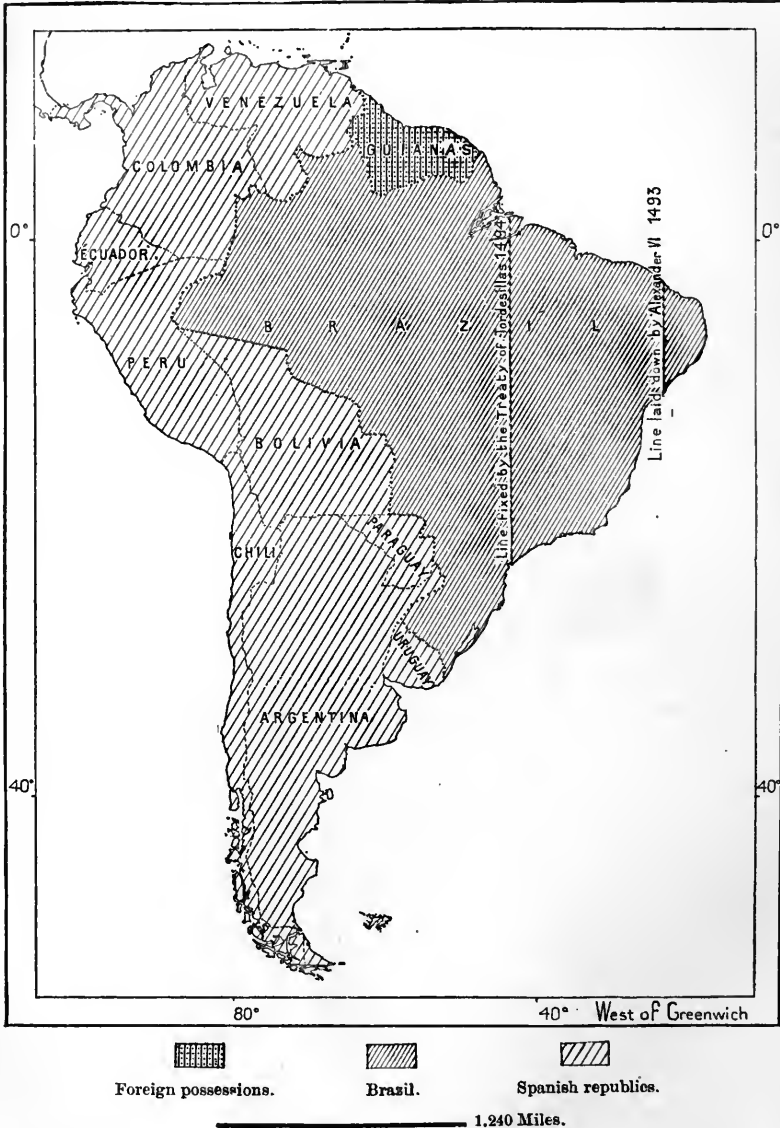 VENEZUELA
GUIANAS
COLOMBIA
0°
0°
ECUADOR.
Line fixed by the Treaty of Tordesillas 1494
Line laid down by Alexander VI 1493
BRAZIL
PERU
BOLIVIA
PARAGUAY
CHILI
URUGUAY
ARGENTINA
40°
40°
80°
40°
West of Greenwich
Foreign possessions.
Brazil.
Spanish republics.
1,240 Miles.